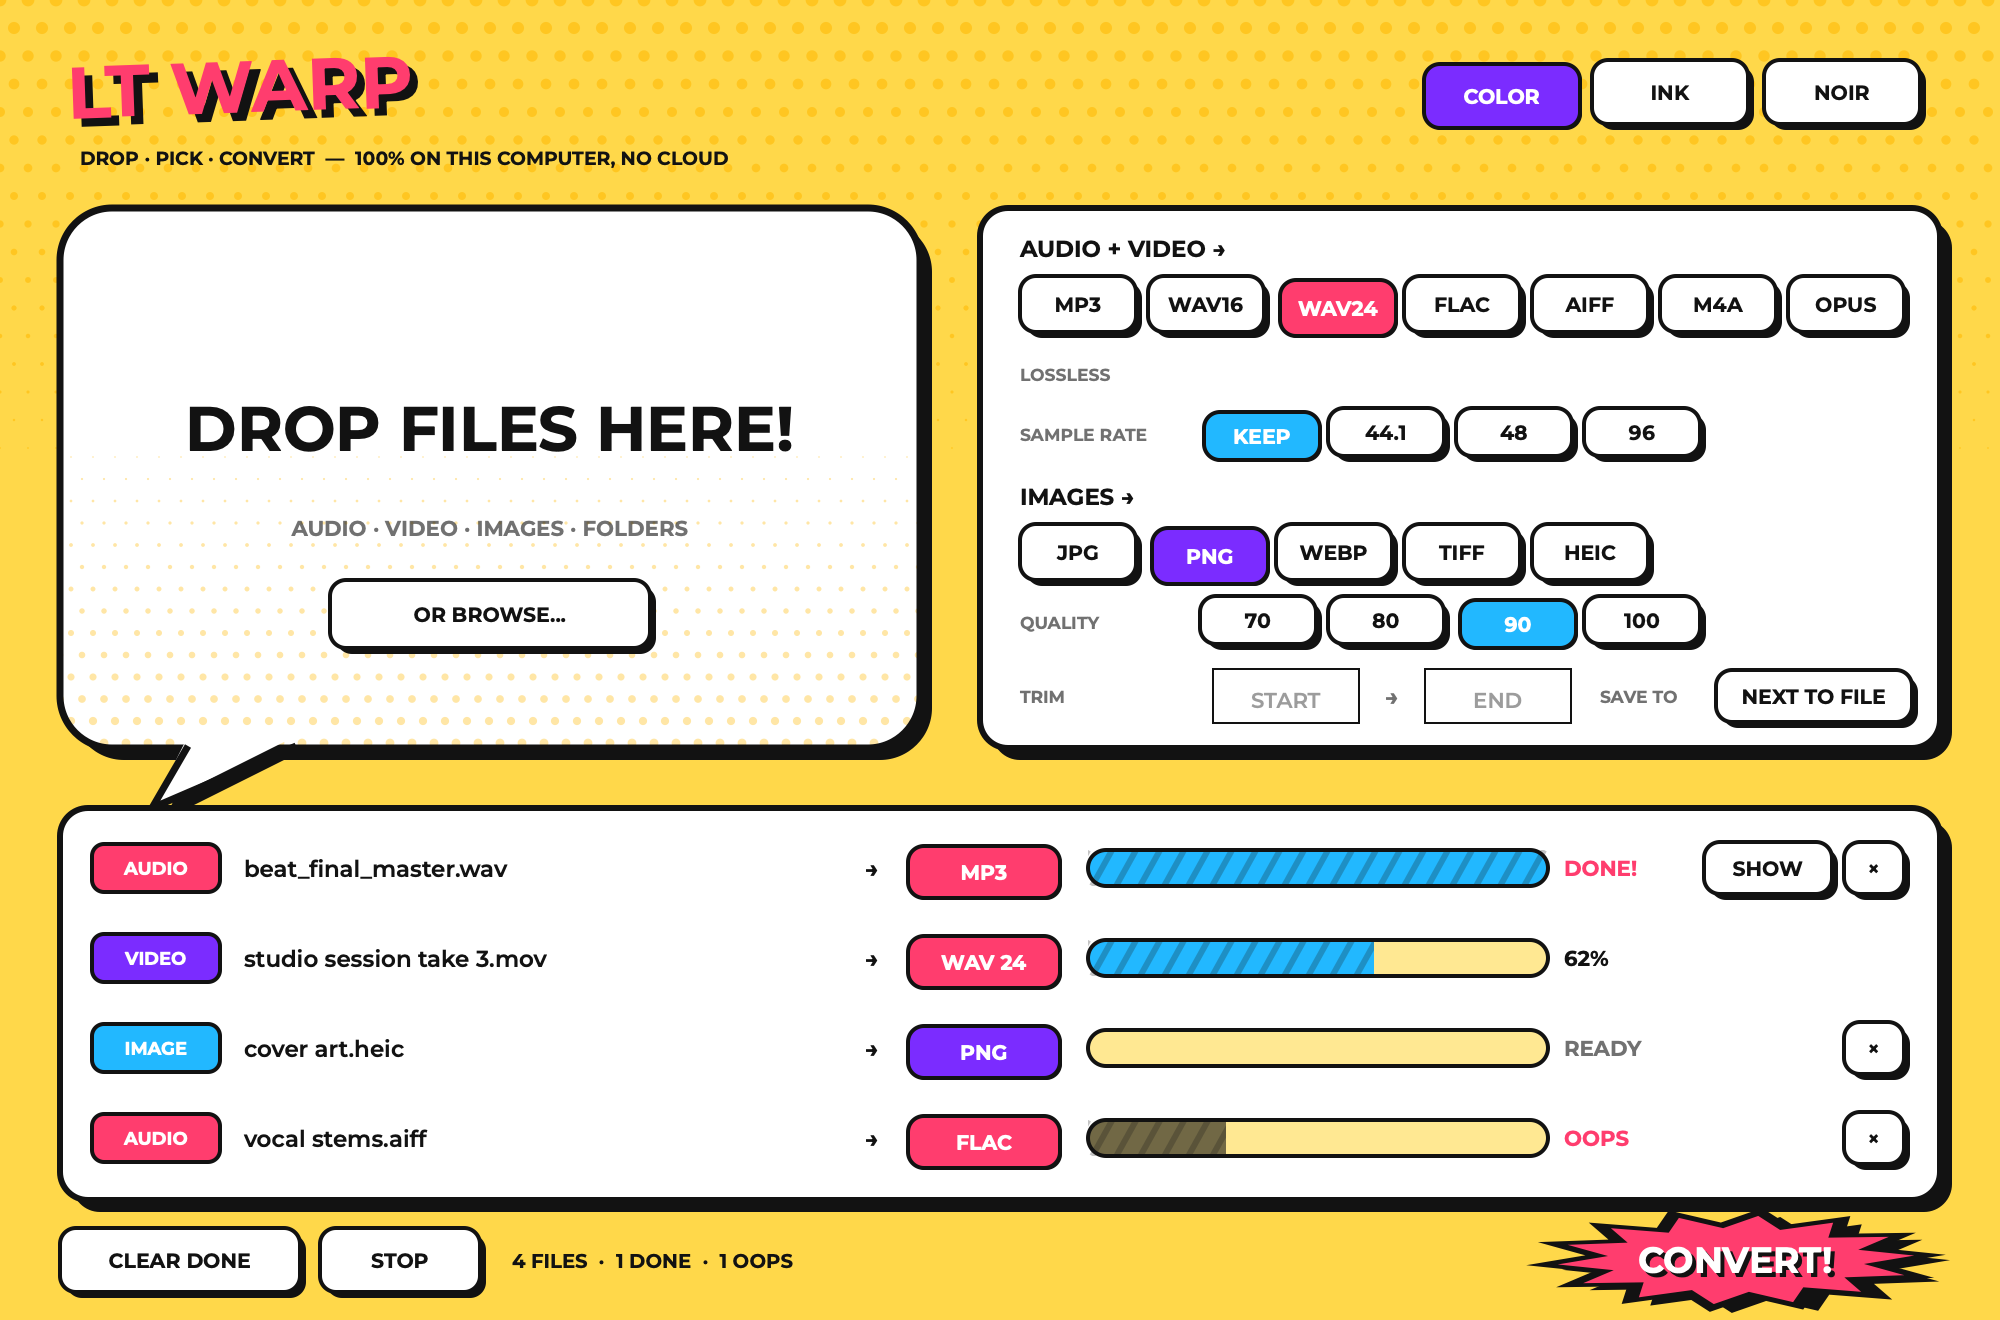 LT WARP
COLOR INK NOIR
DROP · PICK · CONVERT — 100% ON THIS COMPUTER, NO CLOUD
DROP FILES HERE!
AUDIO · VIDEO · IMAGES · FOLDERS
OR BROWSE...
AUDIO + VIDEO →
MP3 WAV16 WAV24 FLAC AIFF M4A OPUS
LOSSLESS
SAMPLE RATE KEEP 44.1 48 96
IMAGES →
JPG PNG WEBP TIFF HEIC
QUALITY 70 80 90 100
TRIM START → END SAVE TO NEXT TO FILE
AUDIO beat_final_master.wav → MP3 DONE! SHOW ×
VIDEO studio session take 3.mov → WAV 24 62%
IMAGE cover art.heic → PNG READY ×
AUDIO vocal stems.aiff → FLAC OOPS ×
CLEAR DONE STOP 4 FILES · 1 DONE · 1 OOPS CONVERT!